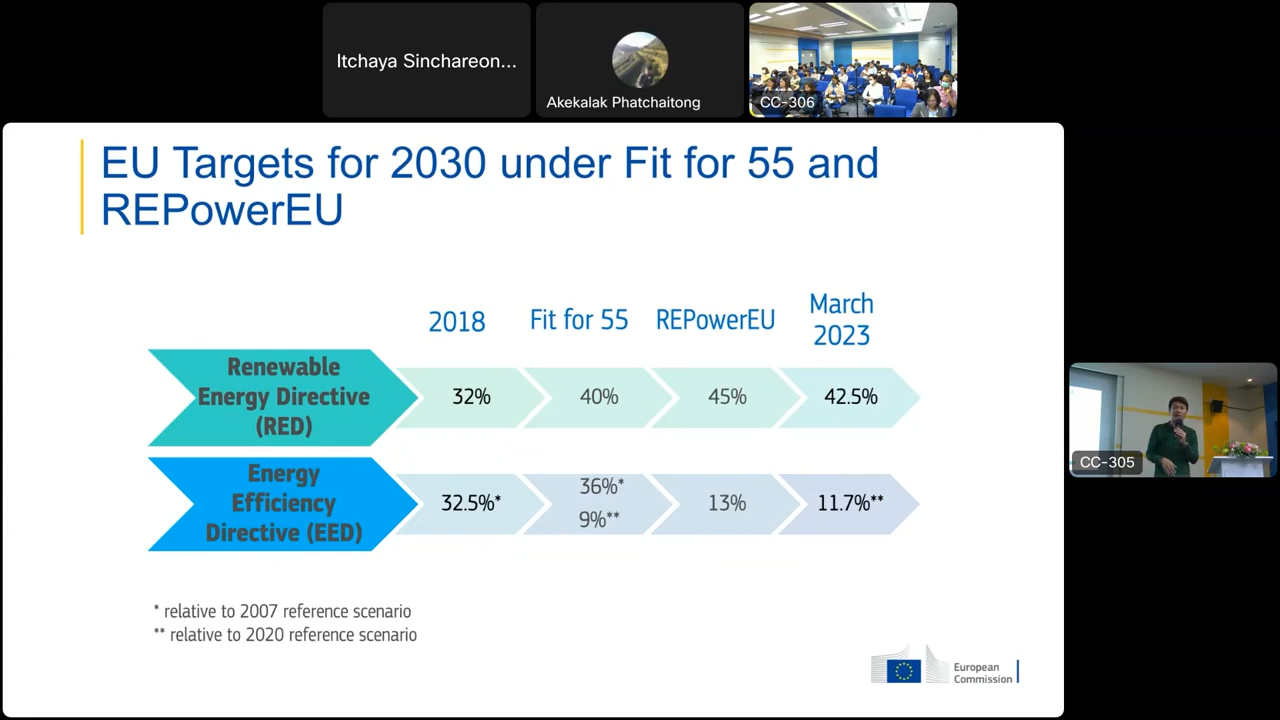 Itchaya Sinchareon...
Akekalak Phatchaitong
CC-306
EU Targets for 2030 under Fit for 55 and
REPowerEU
2018
Fit for 55
REPowerEU
March
2023
Renewable
Energy Directive
(RED)
32%
40%
45%
42.5%
Energy
Efficiency
Directive (EED)
32.5%*
36%*
9%**
13%
11.7%**
* relative to 2007 reference scenario
** relative to 2020 reference scenario
European
Commission
CC-305